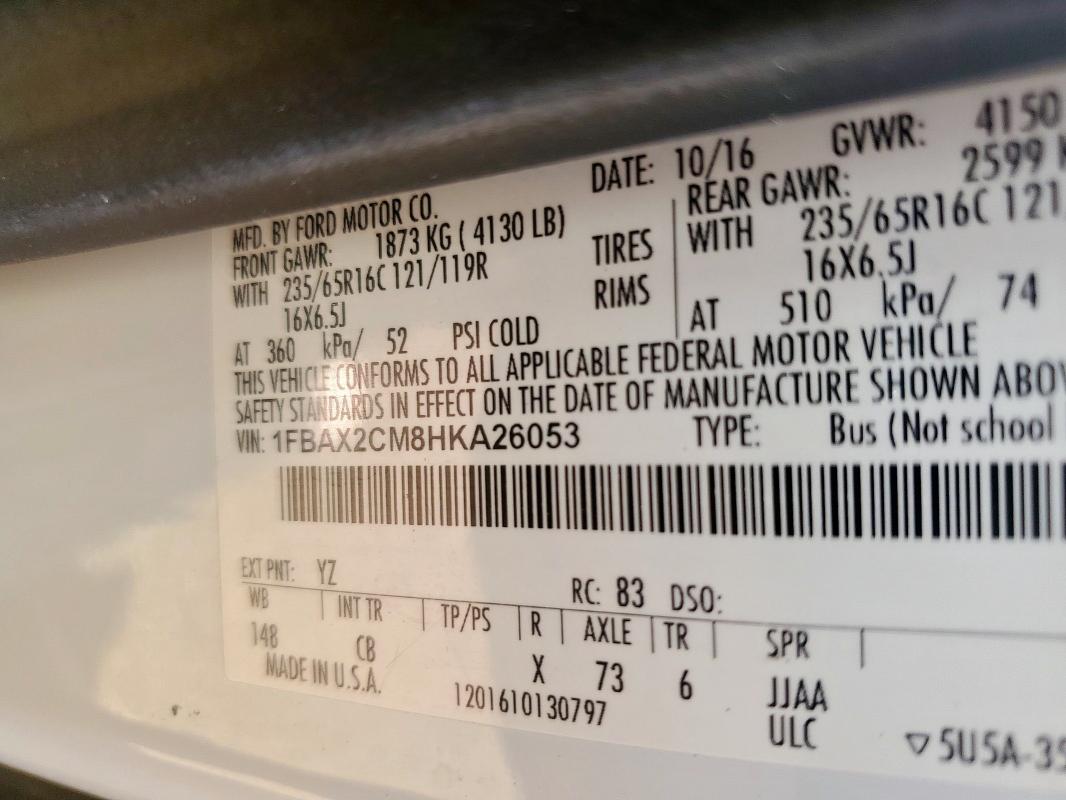 MFD. BY FORD MOTOR CO. DATE: 10/16 GVWR: 4150
FRONT GAWR: 1873 KG ( 4130 LB) REAR GAWR: 2599
WITH 235/65R16C 121/119R TIRES WITH 235/65R16C 121
16X6.5J RIMS 16X6.5J
AT 360 kPa/ 52 PSI COLD AT 510 kPa/ 74
THIS VEHICLE CONFORMS TO ALL APPLICABLE FEDERAL MOTOR VEHICLE
SAFETY STANDARDS IN EFFECT ON THE DATE OF MANUFACTURE SHOWN ABOV
VIN: 1FBAX2CM8HKA26053 TYPE: Bus (Not school
EXT PNT: YZ RC: 83 DSO:
WB INT TR TP/PS R AXLE TR SPR
148 CB X 73 6 JJAA
MADE IN U.S.A. 1201610130797 ULC ▽ 5U5A-35